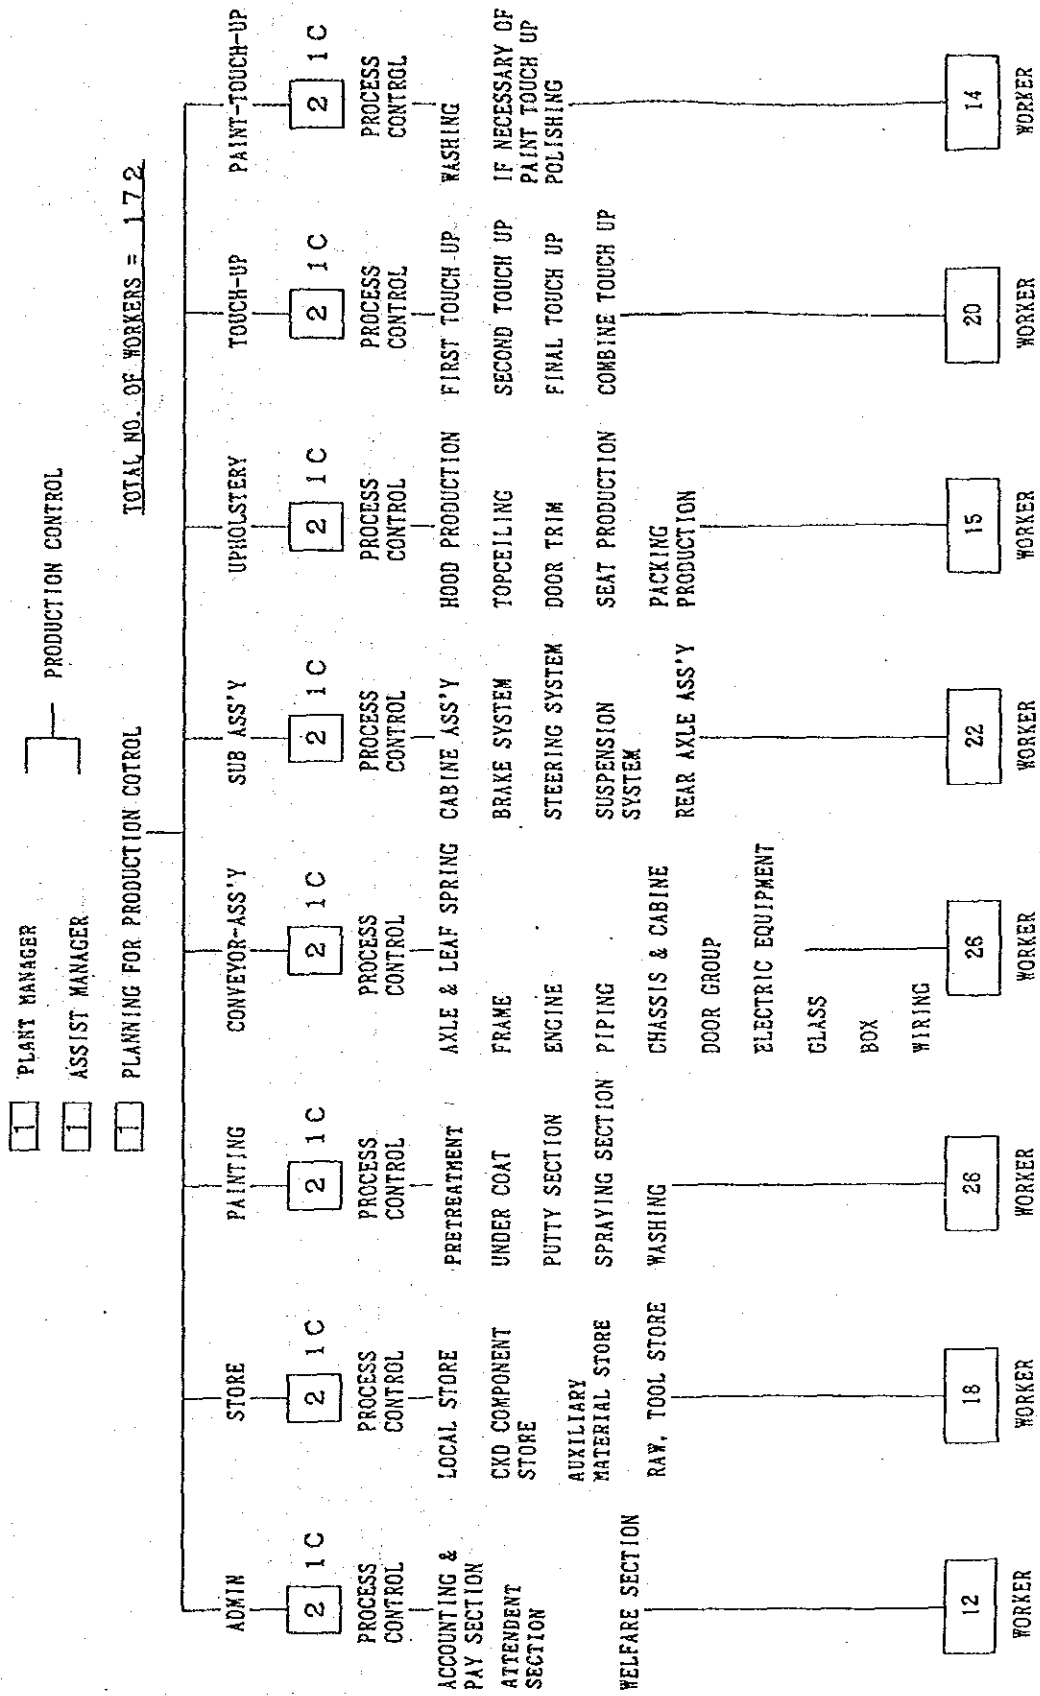 1 PLANT MANAGER
1 ASSIST MANAGER
PRODUCTION CONTROL
1 PLANNING FOR PRODUCTION COTROL
TOTAL NO. OF WORKERS = 172
ADMIN
2 1C
PROCESS
CONTROL
ACCOUNTING &
PAY SECTION
ATTENDENT
SECTION
WELFARE SECTION
12
WORKER
STORE
2 1C
PROCESS
CONTROL
LOCAL STORE
CKD COMPONENT
STORE
AUXILIARY
MATERIAL STORE
RAW, TOOL STORE
18
WORKER
PAINTING
2 1C
PROCESS
CONTROL
PRETREATMENT
UNDER COAT
PUTTY SECTION
SPRAYING SECTION
WASHING
26
WORKER
CONVEYOR-ASS'Y
2 1C
PROCESS
CONTROL
AXLE & LEAF SPRING
FRAME
ENGINE
PIPING
CHASSIS & CABINE
DOOR GROUP
ELECTRIC EQUIPMENT
GLASS
BOX
WIRING
26
WORKER
SUB ASS'Y
2 1C
PROCESS
CONTROL
CABINE ASS'Y
BRAKE SYSTEM
STEERING SYSTEM
SUSPENSION
SYSTEM
REAR AXLE ASS'Y
22
WORKER
UPHOLSTERY
2 1C
PROCESS
CONTROL
HOOD PRODUCTION
TOPCEILING
DOOR TRIM
SEAT PRODUCTION
PACKING
PRODUCTION
15
WORKER
TOUCH-UP
2 1C
PROCESS
CONTROL
FIRST TOUCH-UP
SECOND TOUCH UP
FINAL TOUCH UP
COMBINE TOUCH UP
20
WORKER
PAINT-TOUCH-UP
2 1C
PROCESS
CONTROL
WASHING
IF NECESSARY OF
PAINT TOUCH UP
POLISHING
14
WORKER